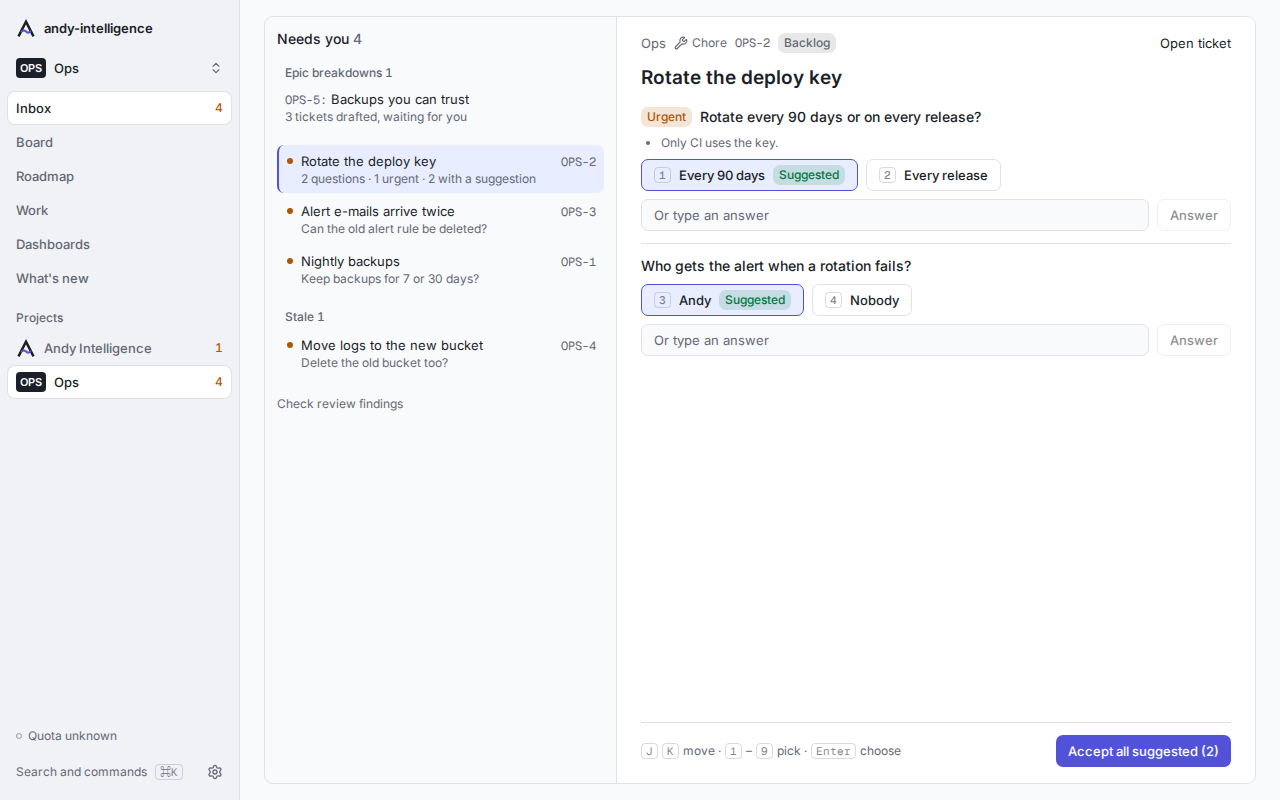 andy-intelligence
OPS Ops
Inbox 4
Board
Roadmap
Work
Dashboards
What's new
Projects
Andy Intelligence 1
OPS Ops 4
Quota unknown
Search and commands ⌘K
Needs you 4
Epic breakdowns 1
OPS-5: Backups you can trust
3 tickets drafted, waiting for you
Rotate the deploy key OPS-2
2 questions · 1 urgent · 2 with a suggestion
Alert e-mails arrive twice OPS-3
Can the old alert rule be deleted?
Nightly backups OPS-1
Keep backups for 7 or 30 days?
Stale 1
Move logs to the new bucket OPS-4
Delete the old bucket too?
Check review findings
Ops Chore OPS-2 Backlog Open ticket
Rotate the deploy key
Urgent Rotate every 90 days or on every release?
• Only CI uses the key.
1 Every 90 days Suggested 2 Every release
Or type an answer Answer
Who gets the alert when a rotation fails?
3 Andy Suggested 4 Nobody
Or type an answer Answer
J K move · 1 – 9 pick · Enter choose Accept all suggested (2)